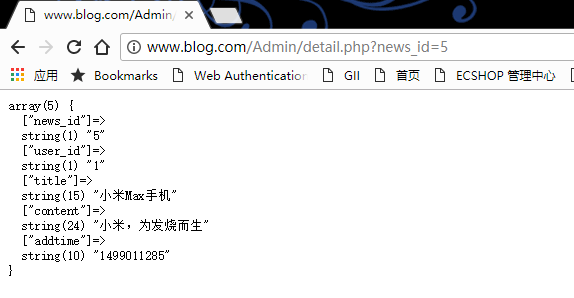 www.blog.com/Admin/
www.blog.com/Admin/detail.php?news_id=5
应用 Bookmarks Web Authentication GII 首页 ECSHOP 管理中心
array(5) {
["news_id"]=>
string(1) "5"
["user_id"]=>
string(1) "1"
["title"]=>
string(15) "小米Max手机"
["content"]=>
string(24) "小米，为发烧而生"
["addtime"]=>
string(10) "1499011285"
}